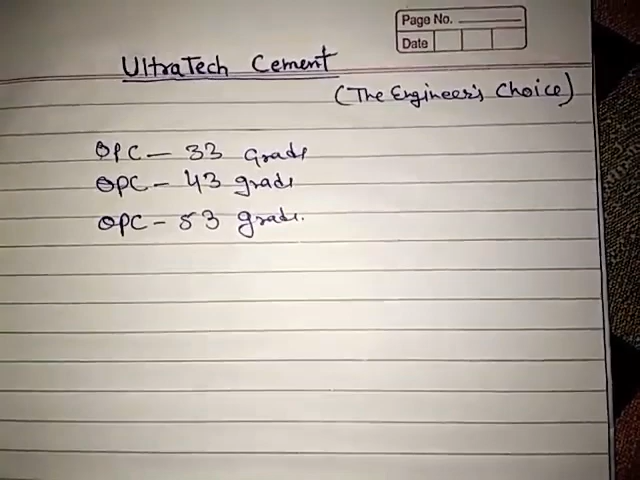 Page No.
Date
UltraTech Cement
(The Engineer's Choice)
OPC - 33 Grade
OPC - 43 grade
OPC - 53 grade.